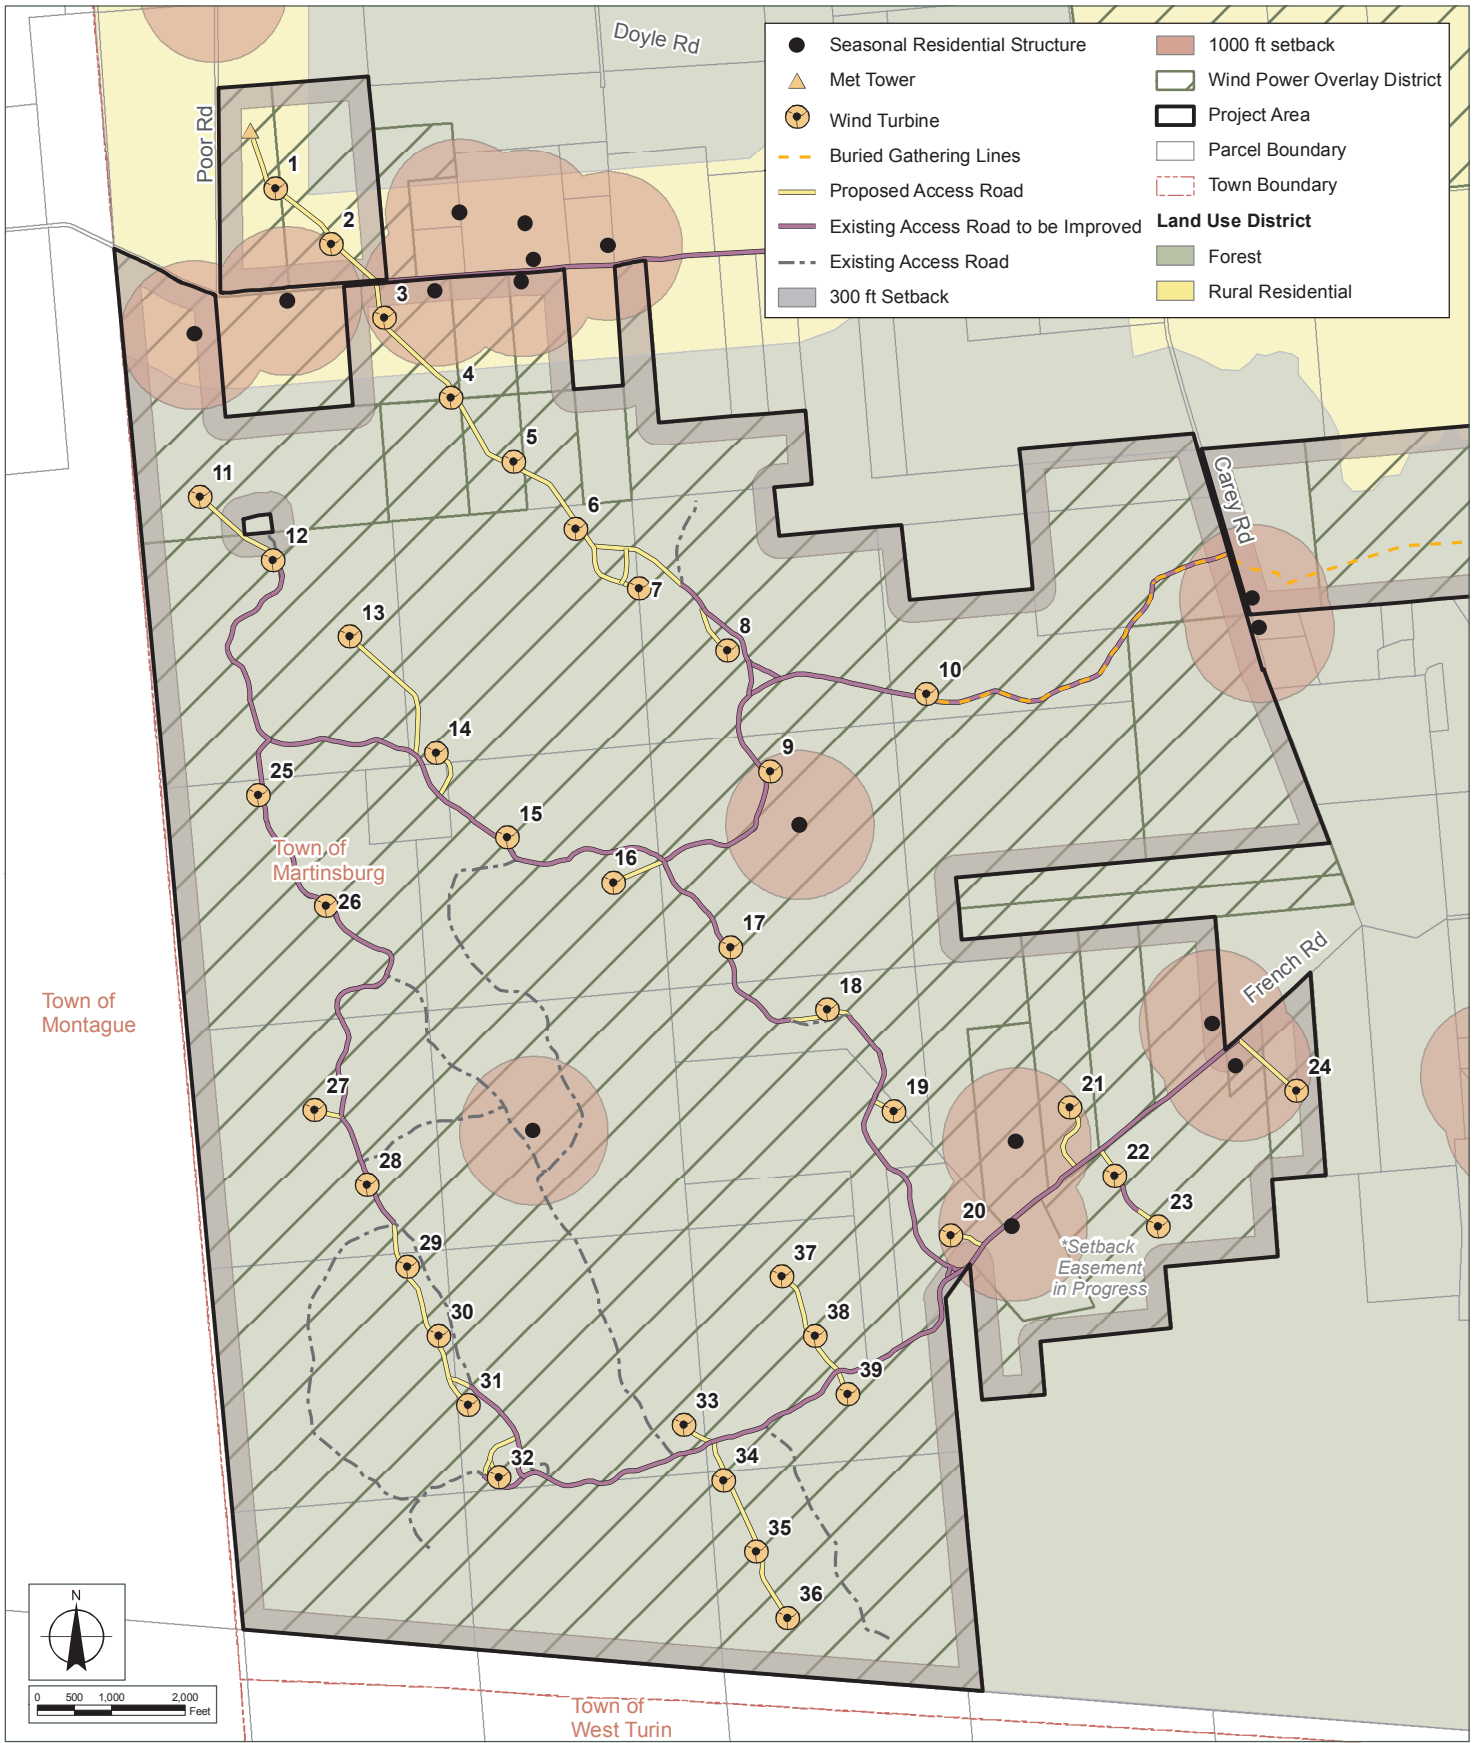 Doyle Rd
Poor Rd
Seasonal Residential Structure
Met Tower
Wind Turbine
Buried Gathering Lines
Proposed Access Road
Existing Access Road to be Improved
Existing Access Road
300 ft Setback
1000 ft setback
Wind Power Overlay District
Project Area
Parcel Boundary
Town Boundary
Land Use District
Forest
Rural Residential
1
2
3
4
5
6
7
8
9
10
11
12
13
14
15
16
17
18
19
20
21
22
23
24
25
26
27
28
29
30
31
32
33
34
35
36
37
38
39
Carey Rd
French Rd
Town of
Martinsburg
Town of
Montague
*Setback
Easement
in Progress
Town of
West Turin
N
0 500 1,000 2,000
Feet